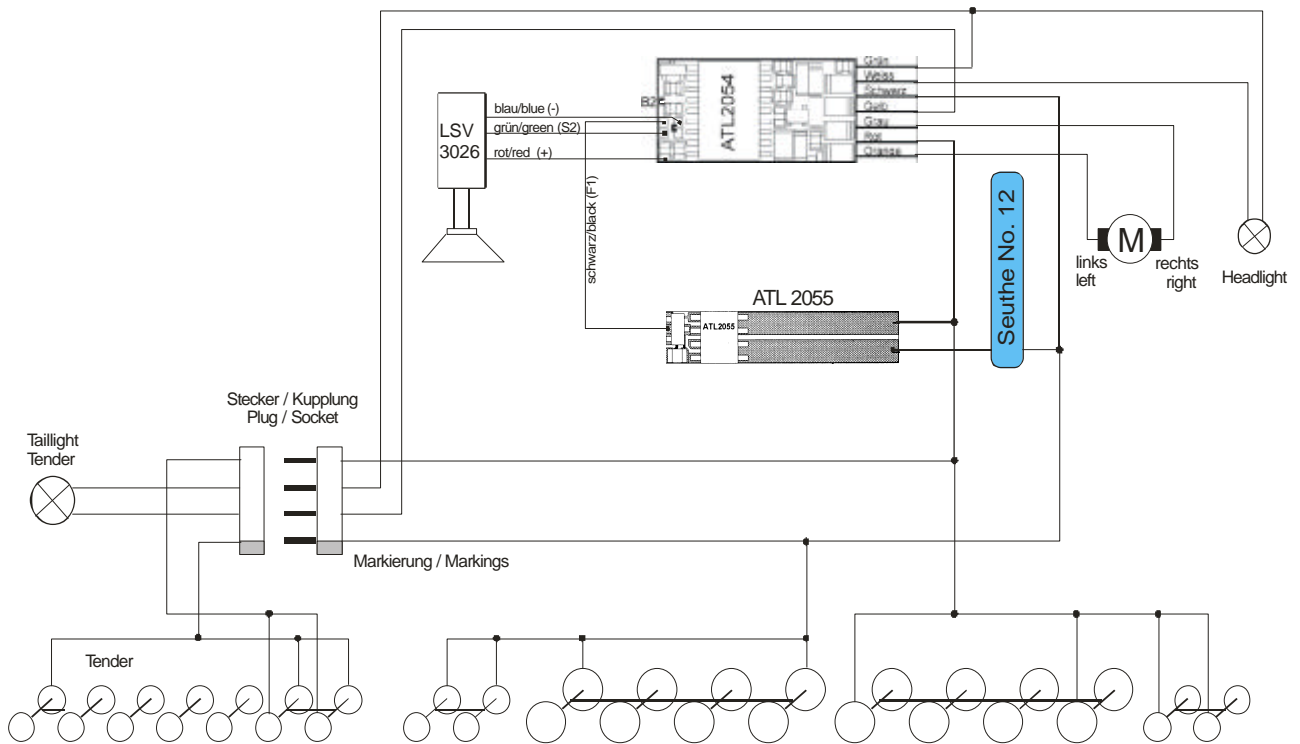 Grün
Weiss
Schwarz
Gelb
Grau
Rot
Orange
B2
ATL2054
blau/blue (-)
grün/green (S2)
rot/red (+)
LSV
3026
schwarz/black (F1)
Seuthe No. 12
M
links
left
rechts
right
Headlight
ATL 2055
ATL2055
Stecker / Kupplung
Plug / Socket
Taillight
Tender
Markierung / Markings
Tender